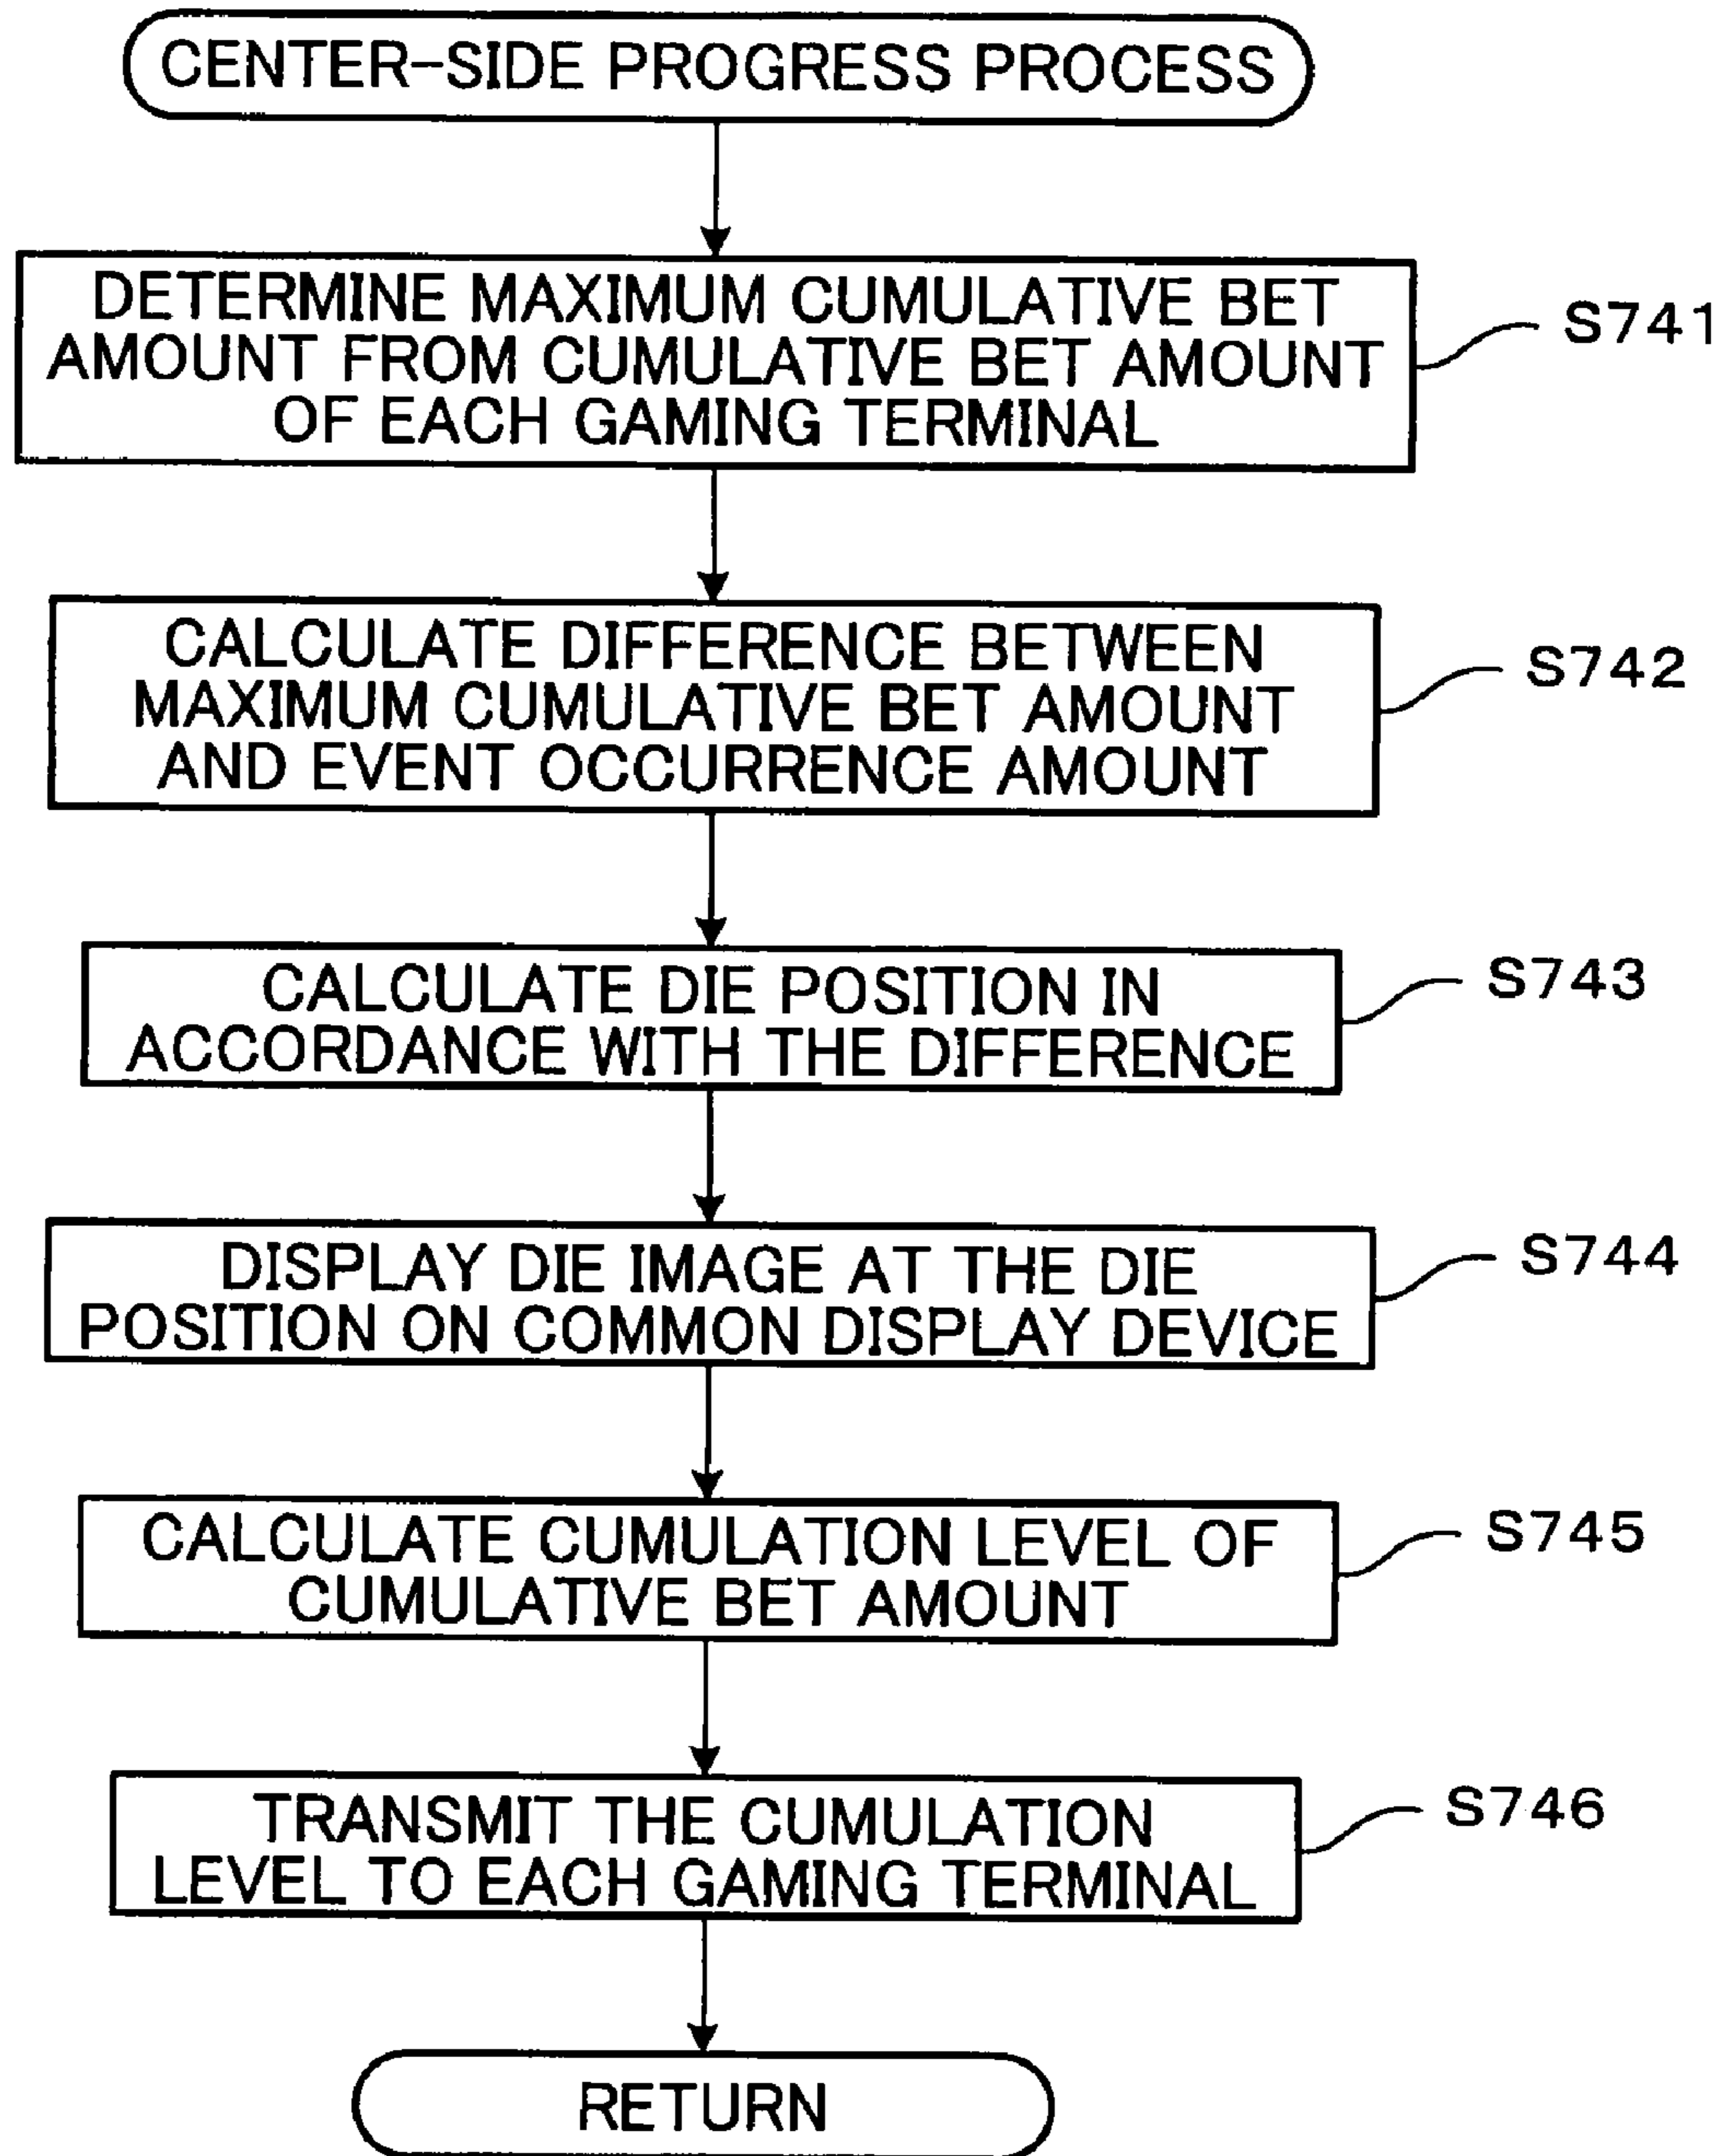 CENTER-SIDE PROGRESS PROCESS
DETERMINE MAXIMUM CUMULATIVE BET
AMOUNT FROM CUMULATIVE BET AMOUNT
OF EACH GAMING TERMINAL
S741
CALCULATE DIFFERENCE BETWEEN
MAXIMUM CUMULATIVE BET AMOUNT
AND EVENT OCCURRENCE AMOUNT
S742
CALCULATE DIE POSITION IN
ACCORDANCE WITH THE DIFFERENCE
S743
DISPLAY DIE IMAGE AT THE DIE
POSITION ON COMMON DISPLAY DEVICE
S744
CALCULATE CUMULATION LEVEL OF
CUMULATIVE BET AMOUNT
S745
TRANSMIT THE CUMULATION
LEVEL TO EACH GAMING TERMINAL
S746
RETURN